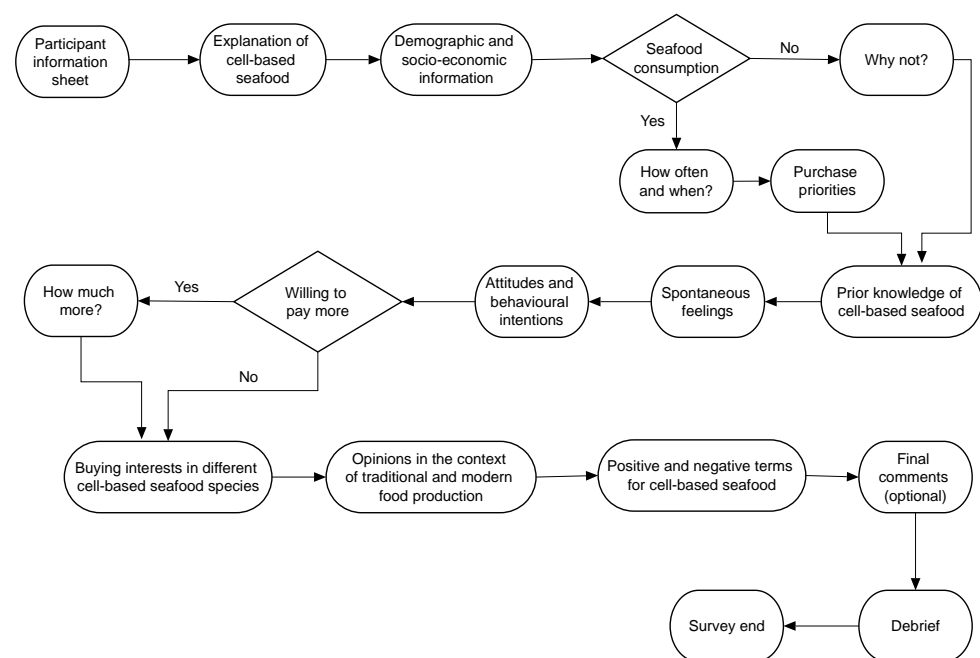 Participant
information
sheet
Explanation of
cell-based
seafood
Demographic and
socio-economic
information
Seafood
consumption
No
Why not?
Yes
How often
and when?
Purchase
priorities
Prior knowledge of
cell-based seafood
Spontaneous
feelings
Attitudes and
behavioural
intentions
Willing to
pay more
Yes
How much
more?
No
Buying interests in different
cell-based seafood species
Opinions in the context
of traditional and modern
food production
Positive and negative terms
for cell-based seafood
Final
comments
(optional)
Debrief
Survey end